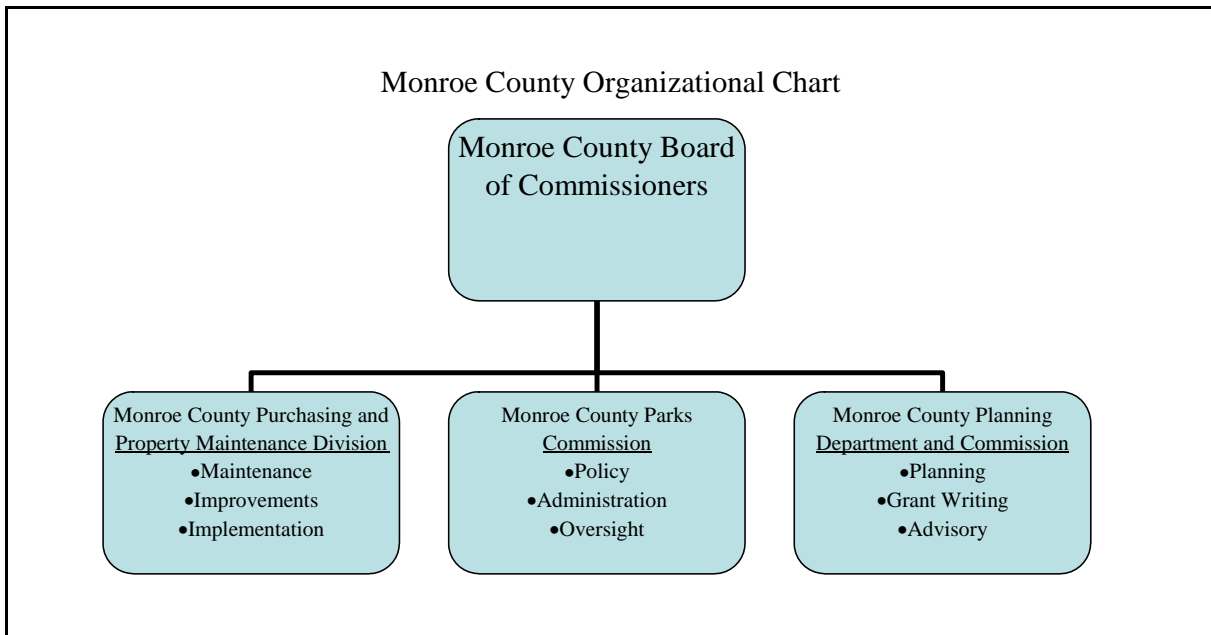 Monroe County Organizational Chart
Monroe County Board
of Commissioners
Monroe County Purchasing and
Property Maintenance Division
•Maintenance
•Improvements
•Implementation
Monroe County Parks
Commission
•Policy
•Administration
•Oversight
Monroe County Planning
Department and Commission
•Planning
•Grant Writing
•Advisory